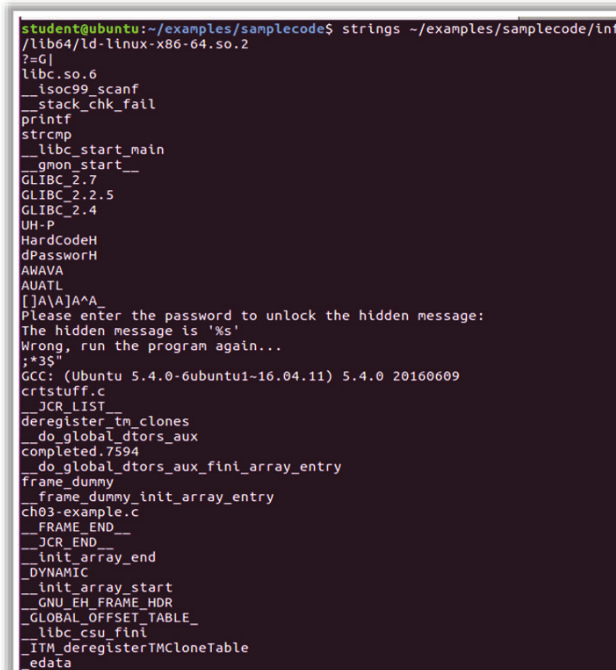 student@ubuntu:~/examples/samplecode$ strings ~/examples/samplecode/inf
/lib64/ld-linux-x86-64.so.2
?=G|
libc.so.6
__isoc99_scanf
__stack_chk_fail
printf
strcmp
__libc_start_main
__gmon_start__
GLIBC_2.7
GLIBC_2.2.5
GLIBC_2.4
UH-P
HardCodeH
dPassworH
AWAVA
AUATL
[]A\A]A^A_
Please enter the password to unlock the hidden message:
The hidden message is '%s'
Wrong, run the program again...
;*3$"
GCC: (Ubuntu 5.4.0-6ubuntu1~16.04.11) 5.4.0 20160609
crtstuff.c
__JCR_LIST__
deregister_tm_clones
__do_global_dtors_aux
completed.7594
__do_global_dtors_aux_fini_array_entry
frame_dummy
__frame_dummy_init_array_entry
ch03-example.c
__FRAME_END__
__JCR_END__
__init_array_end
_DYNAMIC
__init_array_start
__GNU_EH_FRAME_HDR
_GLOBAL_OFFSET_TABLE_
__libc_csu_fini
_ITM_deregisterTMCloneTable
_edata